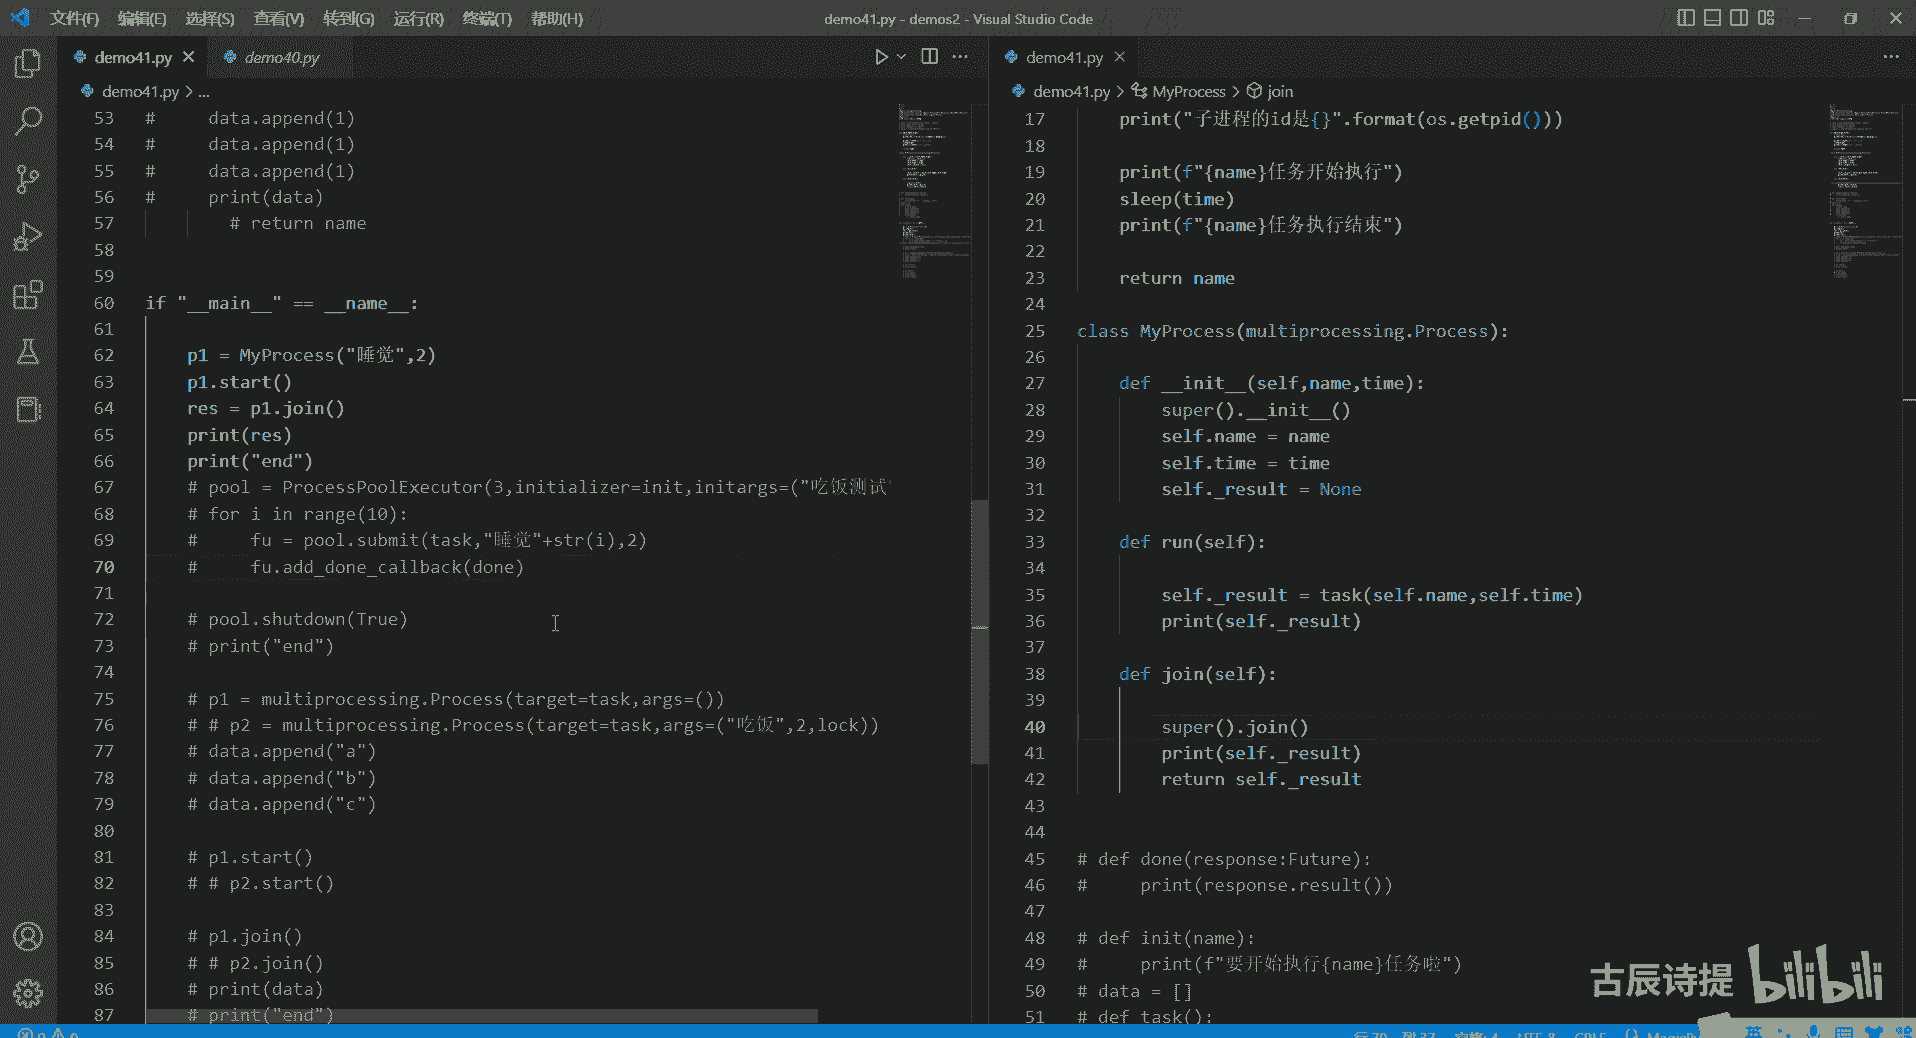 文件(F) 编辑(E) 选择(S) 查看(V) 转到(G) 运行(R) 终端(T) 帮助(H) demo41.py - demos2 - Visual Studio Code
demo41.py demo40.py
demo41.py > ...
53 # data.append(1)
54 # data.append(1)
55 # data.append(1)
56 # print(data)
57 # return name
58
59
60 if "__main__" == __name__:
61
62 p1 = MyProcess("睡觉",2)
63 p1.start()
64 res = p1.join()
65 print(res)
66 print("end")
67 # pool = ProcessPoolExecutor(3,initializer=init,initargs=("吃饭测试"
68 # for i in range(10):
69 # fu = pool.submit(task,"睡觉"+str(i),2)
70 # fu.add_done_callback(done)
71
72 # pool.shutdown(True)
73 # print("end")
74
75 # p1 = multiprocessing.Process(target=task,args=())
76 # # p2 = multiprocessing.Process(target=task,args=("吃饭",2,lock))
77 # data.append("a")
78 # data.append("b")
79 # data.append("c")
80
81 # p1.start()
82 # # p2.start()
83
84 # p1.join()
85 # # p2.join()
86 # print(data)
87 # print("end")
demo41.py
demo41.py > MyProcess > join
17 print("子进程的id是{}".format(os.getpid()))
18
19 print(f"{name}任务开始执行")
20 sleep(time)
21 print(f"{name}任务执行结束")
22
23 return name
24
25 class MyProcess(multiprocessing.Process):
26
27 def __init__(self,name,time):
28 super().__init__()
29 self.name = name
30 self.time = time
31 self._result = None
32
33 def run(self):
34
35 self._result = task(self.name,self.time)
36 print(self._result)
37
38 def join(self):
39
40 super().join()
41 print(self._result)
42 return self._result
43
44
45 # def done(response:Future):
46 # print(response.result())
47
48 # def init(name):
49 # print(f"要开始执行{name}任务啦")
50 # data = []
51 # def task():
古辰诗提 bilibili